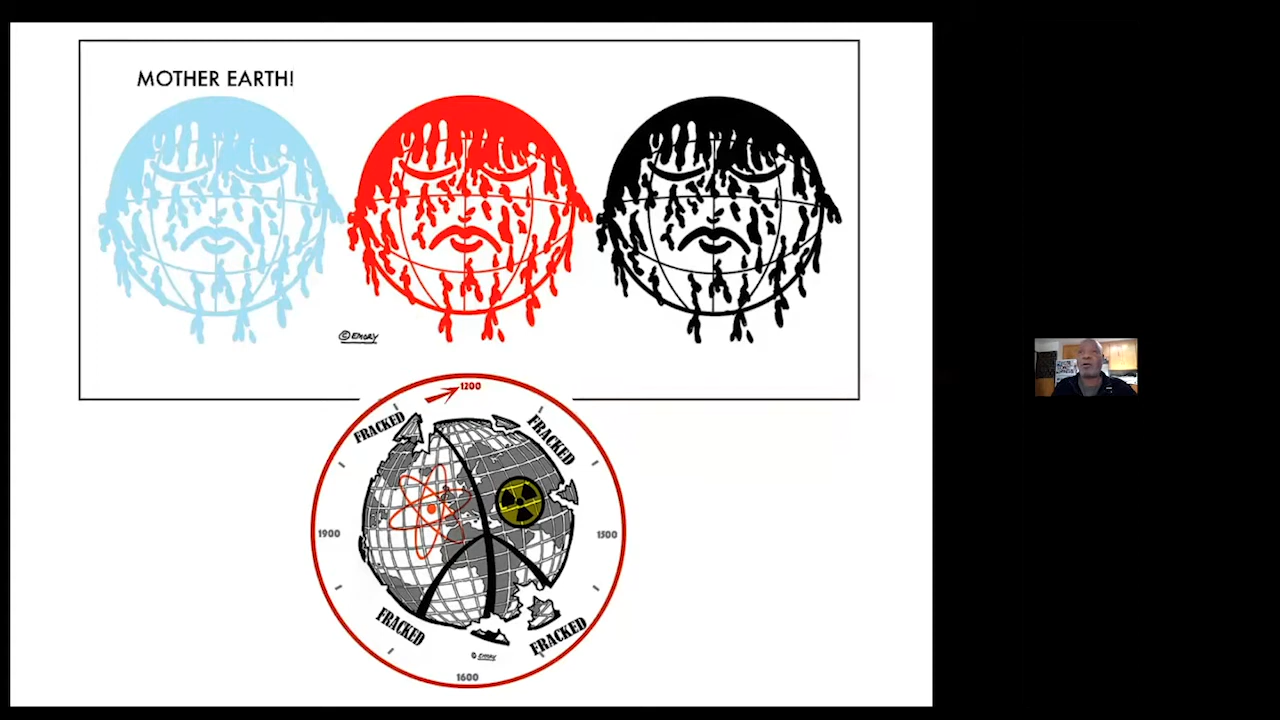 MOTHER EARTH!
© EMORY
1200
FRACKED
FRACKED
1900
1500
FRACKED
FRACKED
© EMORY
1600